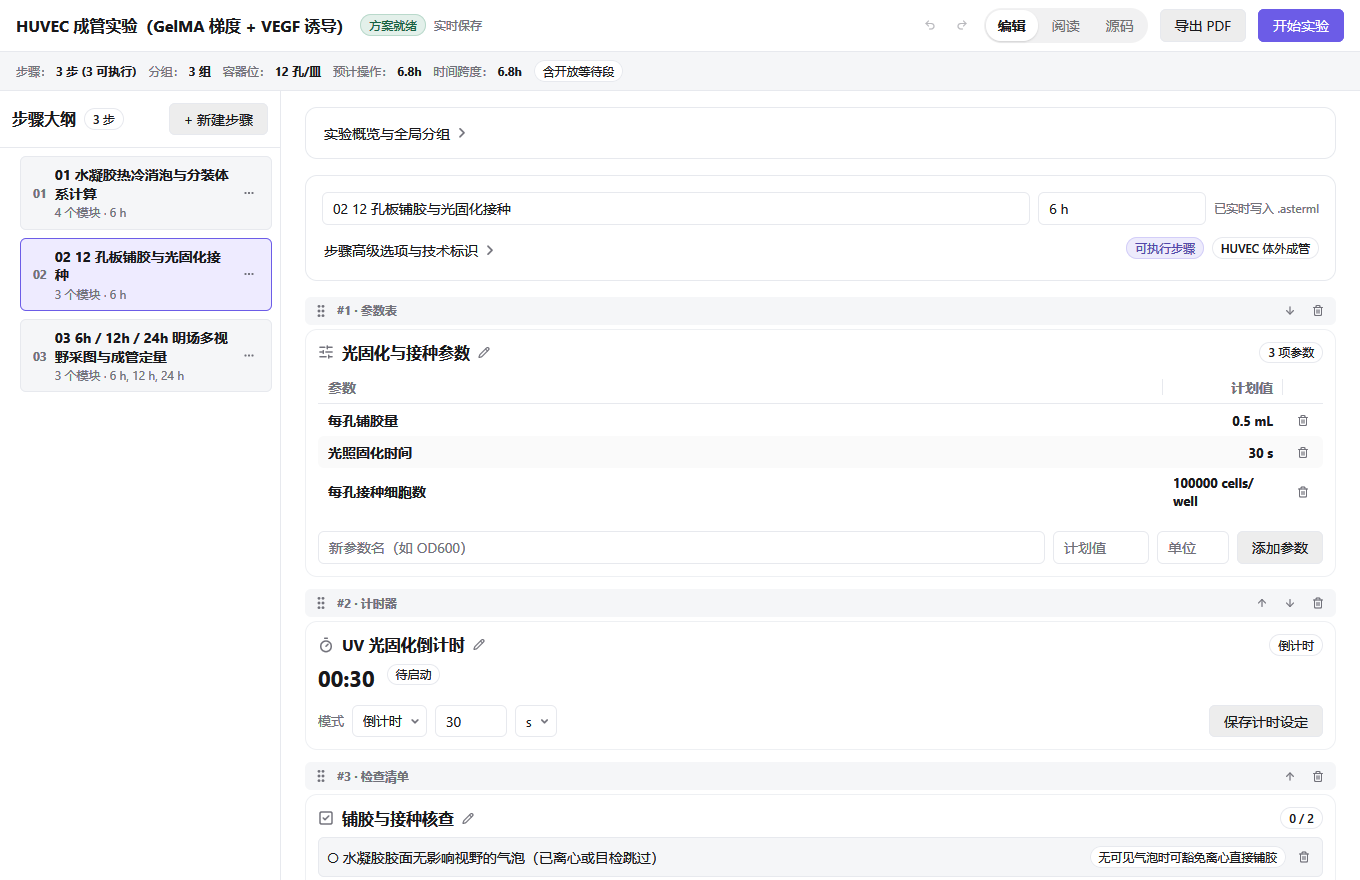 HUVEC 成管实验（GelMA 梯度 + VEGF 诱导） 方案就绪 实时保存 编辑 阅读 源码 导出 PDF 开始实验
步骤: 3 步 (3 可执行) 分组: 3 组 容器位: 12 孔/皿 预计操作: 6.8h 时间跨度: 6.8h 含开放等待段
步骤大纲 3 步 + 新建步骤
01 01 水凝胶热冷消泡与分装体
系计算
4 个模块 · 6 h
02 02 12 孔板铺胶与光固化接
种
3 个模块 · 6 h
03 03 6h / 12h / 24h 明场多视
野采图与成管定量
3 个模块 · 6 h, 12 h, 24 h
实验概览与全局分组
02 12 孔板铺胶与光固化接种 6 h 已实时写入 .asterml
步骤高级选项与技术标识 可执行步骤 HUVEC 体外成管
#1 · 参数表
光固化与接种参数 3 项参数
参数 计划值
每孔铺胶量 0.5 mL
光照固化时间 30 s
每孔接种细胞数 100000 cells/
well
新参数名（如 OD600） 计划值 单位 添加参数
#2 · 计时器
UV 光固化倒计时 倒计时
00:30 待启动
模式 倒计时 30 s 保存计时设定
#3 · 检查清单
铺胶与接种核查 0 / 2
水凝胶胶面无影响视野的气泡（已离心或目检跳过） 无可见气泡时可豁免离心直接铺胶